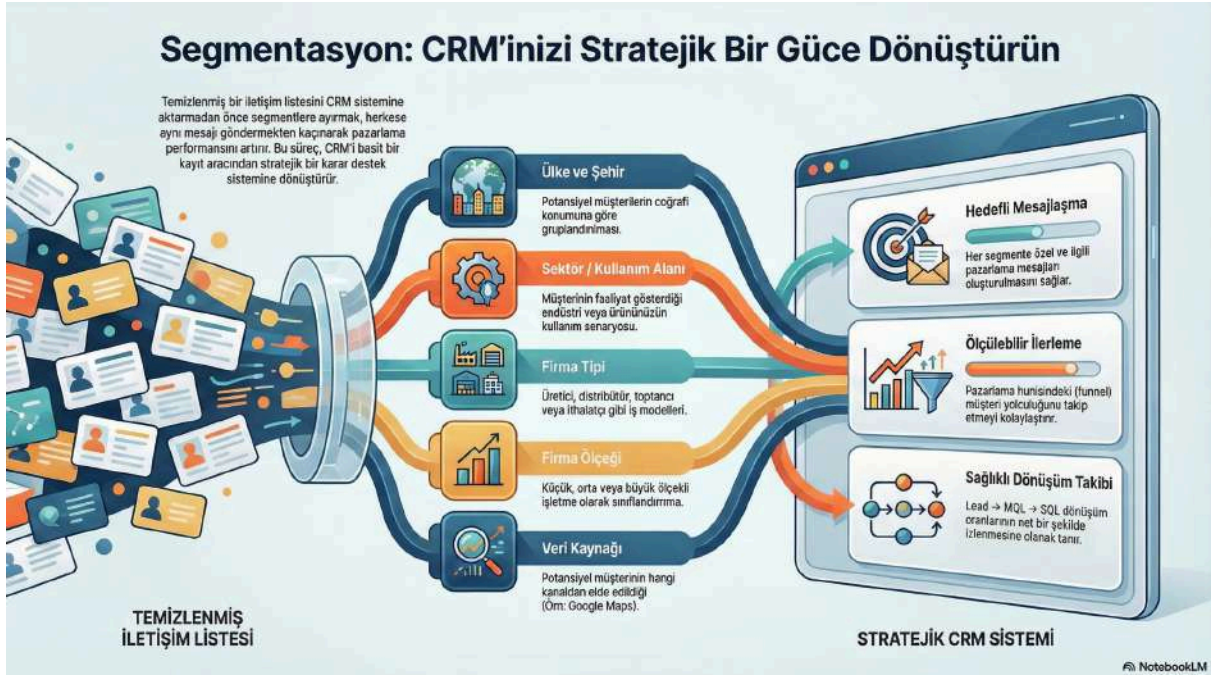 Segmentasyon: CRM'inizi Stratejik Bir Güce Dönüştürün
Temizlenmiş bir iletişim listesini CRM sistemine
aktarmadan önce segmentlere ayırmak, herkese
aynı mesajı göndermekten kaçınarak pazarlama
performansını artırır. Bu süreç, CRM'i basit bir
kayıt aracından stratejik bir karar destek
sistemine dönüştürür.
TEMİZLENMİŞ
İLETİŞİM LİSTESİ
Ülke ve Şehir
Potansiyel müşterilerin coğrafi
konumuna göre
gruplandırılması.
Sektör / Kullanım Alanı
Müşterinin faaliyat gösterdiği
endüstri veya ürününüzün
kullanım senaryosu.
Firma Tipi
Üretici, distribütür, toptancı
veya ithalatçı gibi iş modelleri.
Firma Ölçeği
Küçük, orta veya büyük ölçekli
işletme olarak sınıflandırma.
Veri Kaynağı
Potansiyel müşterinin hangi
kanaldan elde edildiği
(Örn: Google Maps).
Hedefli Mesajlaşma
Her segmente özel ve ilgili
pazarlama mesajları
oluşturulmasını sağlar.
Ölçülebilir İlerleme
Pazarlama hunisindeki (funnel)
müşteri yolculuğunu takip
etmeyi kolaylaştırır.
Sağlıklı Dönüşüm Takibi
Lead → MQL → SQL dönüşüm
oranlarının net bir şekilde
izlenmesine olanak tanır.
STRATEJİK CRM SİSTEMİ
NotebookLM